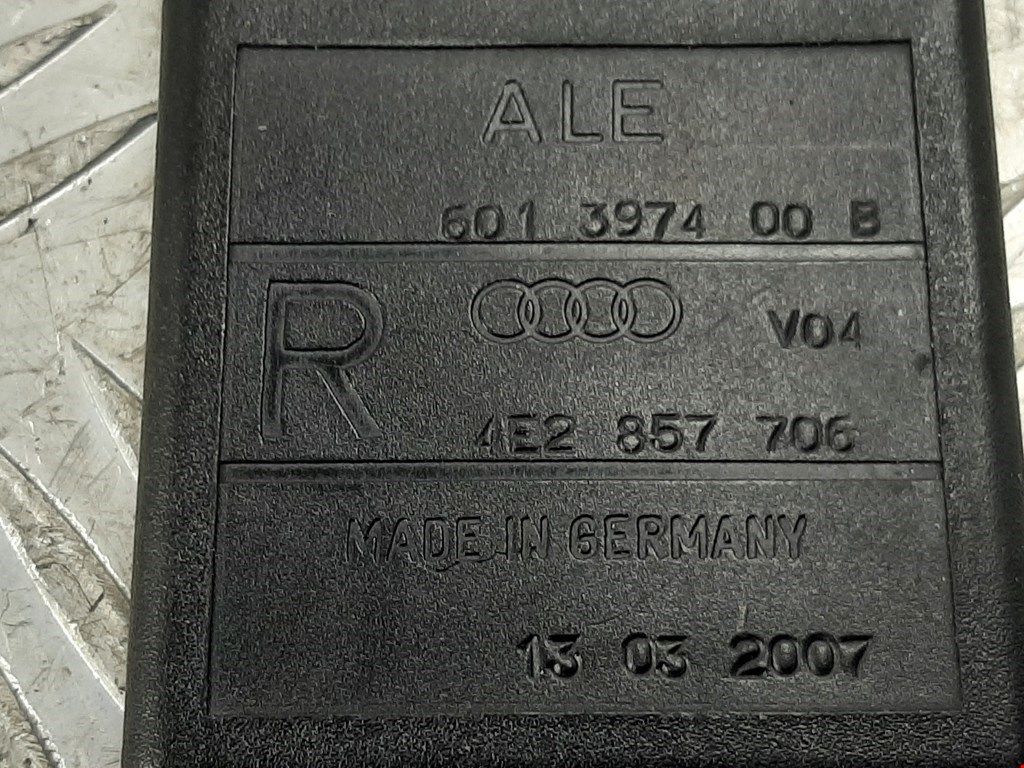 ALE
601 3974 00 B
R V04
4E2 857 706
MADE IN GERMANY
13 03 2007